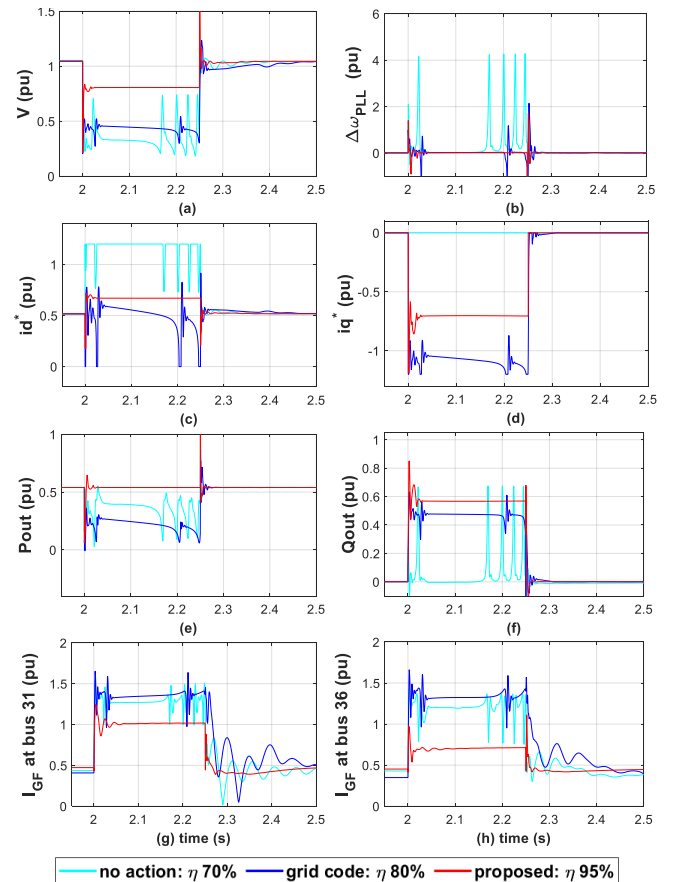 1.5
1
0.5
0
V (pu)
2 2.1 2.2 2.3 2.4 2.5
(a)
6
4
2
0
ΔωPLL (pu)
2 2.1 2.2 2.3 2.4 2.5
(b)
1
0.5
0
id* (pu)
2 2.1 2.2 2.3 2.4 2.5
(c)
0
-0.5
-1
iq* (pu)
2 2.1 2.2 2.3 2.4 2.5
(d)
1
0.5
0
Pout (pu)
2 2.1 2.2 2.3 2.4 2.5
(e)
1
0.8
0.6
0.4
0.2
0
Qout (pu)
2 2.1 2.2 2.3 2.4 2.5
(f)
2
1.5
1
0.5
0
IGF at bus 31 (pu)
2 2.1 2.2 2.3 2.4 2.5
(g) time (s)
2
1.5
1
0.5
0
IGF at bus 36 (pu)
2 2.1 2.2 2.3 2.4 2.5
(h) time (s)
no action: η 70% grid code: η 80% proposed: η 95%